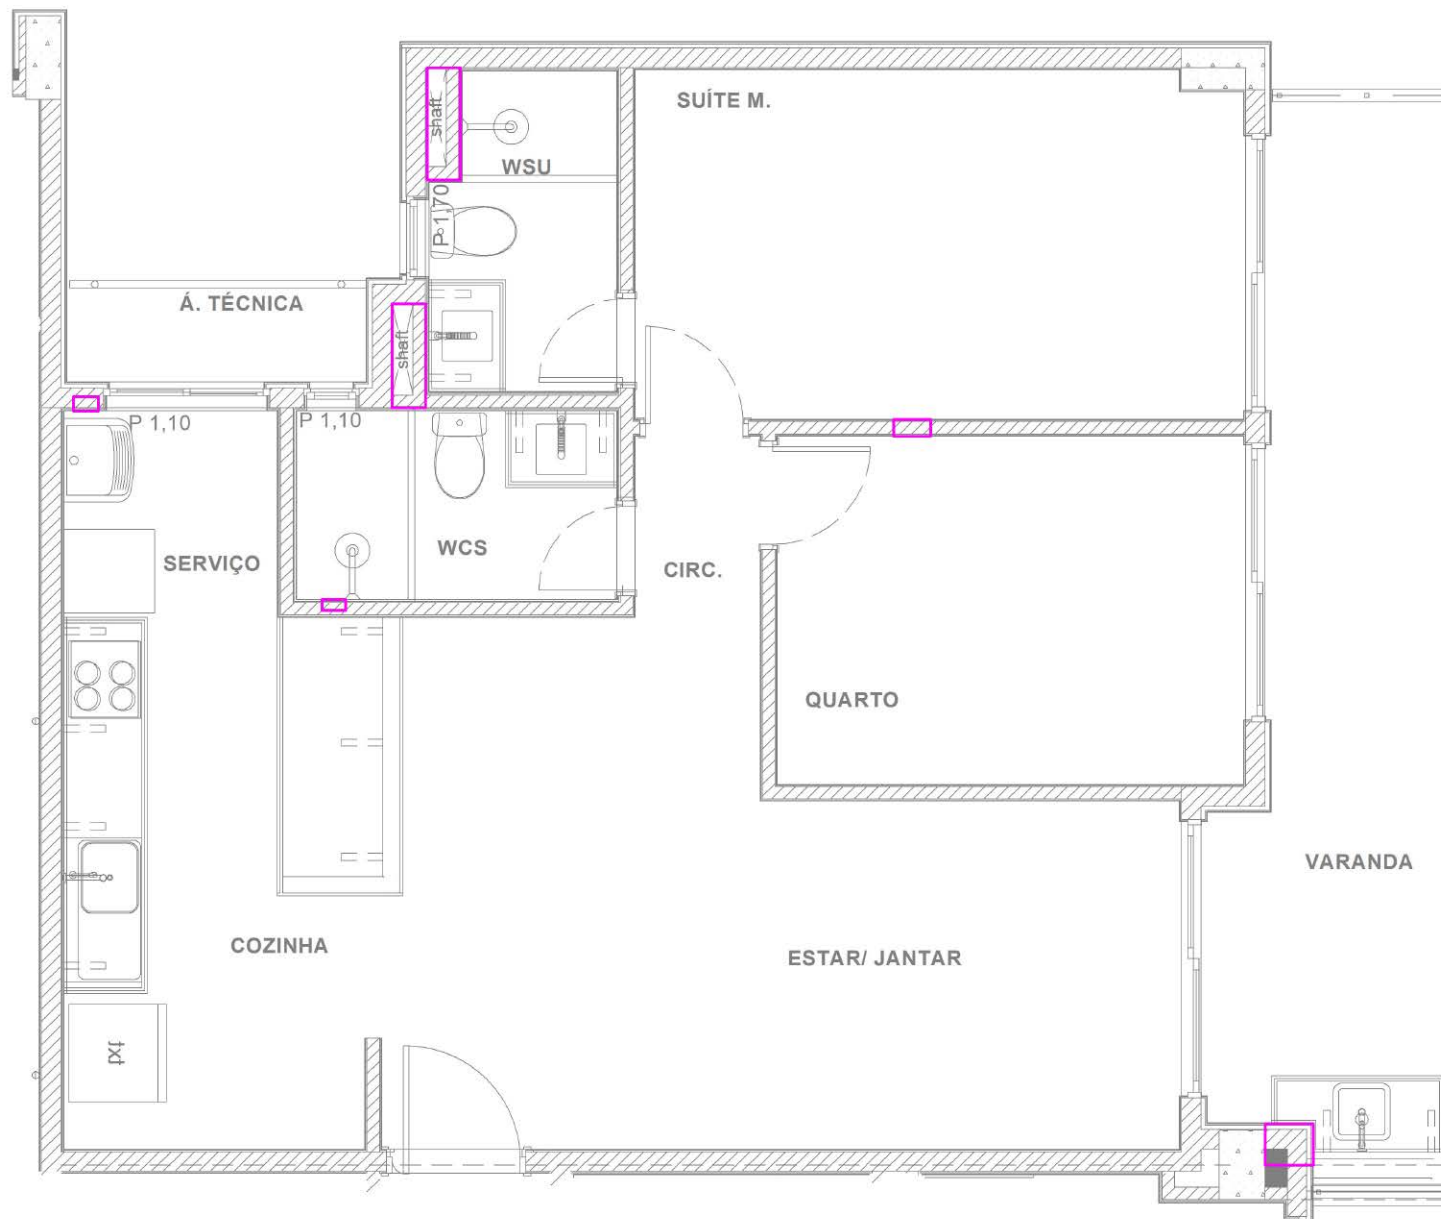 SUÍTE M.
shaft
WSU
P 1,70
Á. TÉCNICA
shaft
P 1,10
P 1,10
WCS
SERVIÇO
CIRC.
QUARTO
VARANDA
COZINHA
ESTAR/ JANTAR
txt